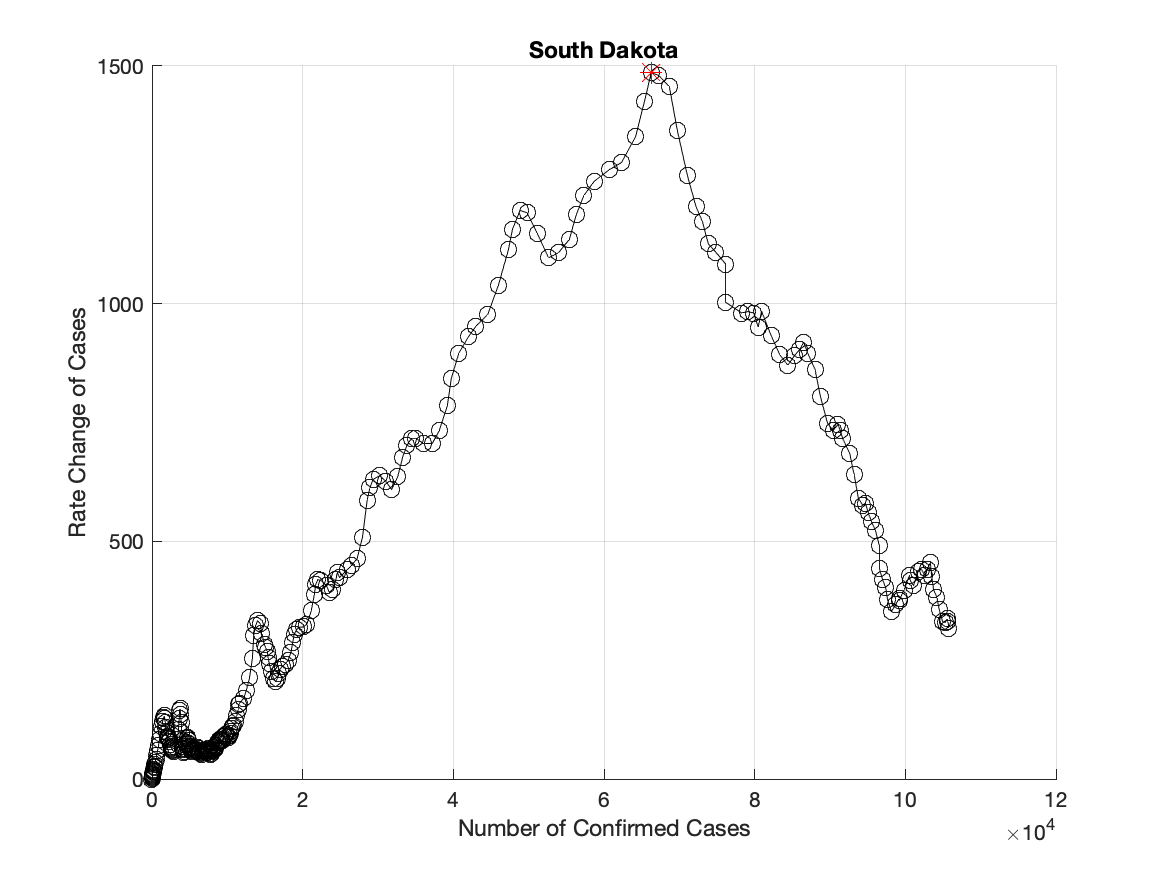 South Dakota
1500
1000
500
0
Rate Change of Cases
0 2 4 6 8 10 12
Number of Confirmed Cases
×10⁴